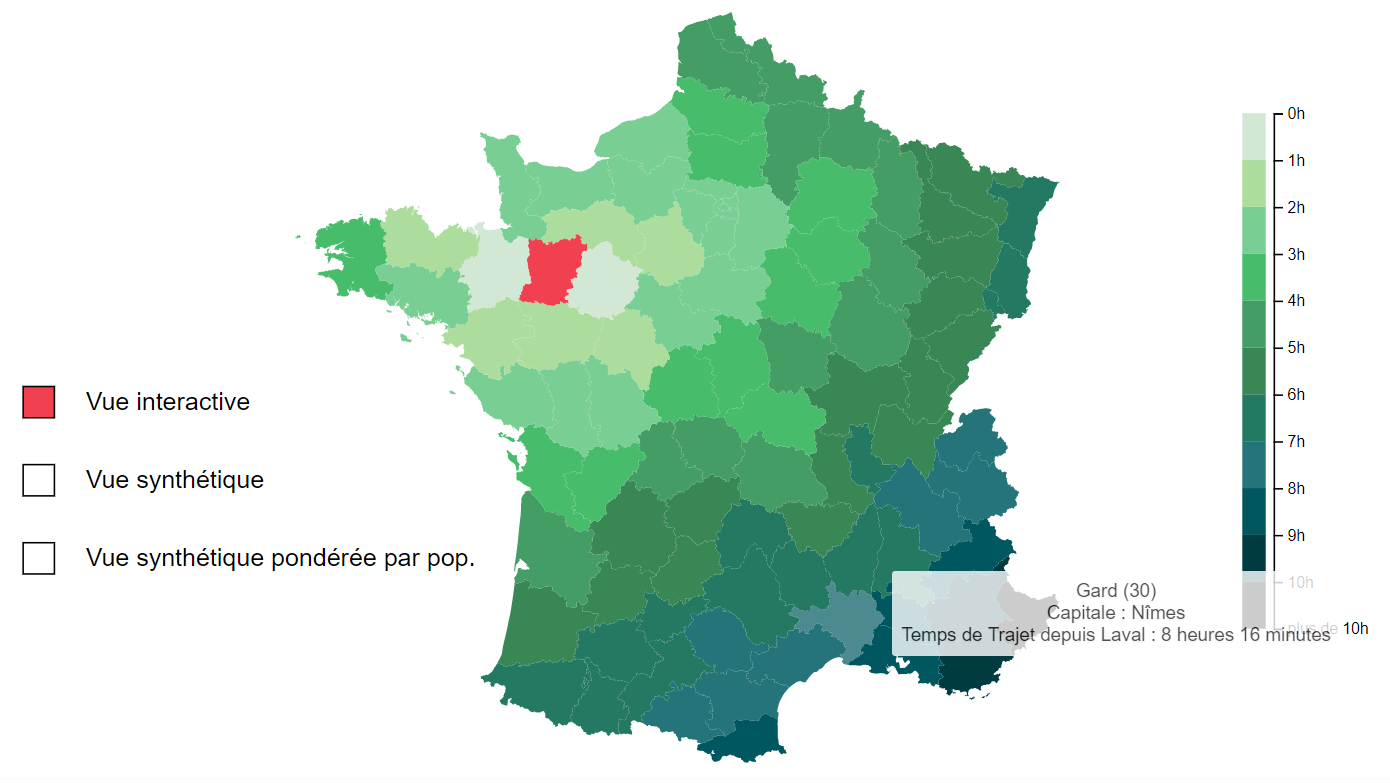 Vue interactive
Vue synthétique
Vue synthétique pondérée par pop.
0h
1h
2h
3h
4h
5h
6h
7h
8h
9h
10h
plus de 10h
Gard (30)
Capitale : Nîmes
Temps de Trajet depuis Laval : 8 heures 16 minutes